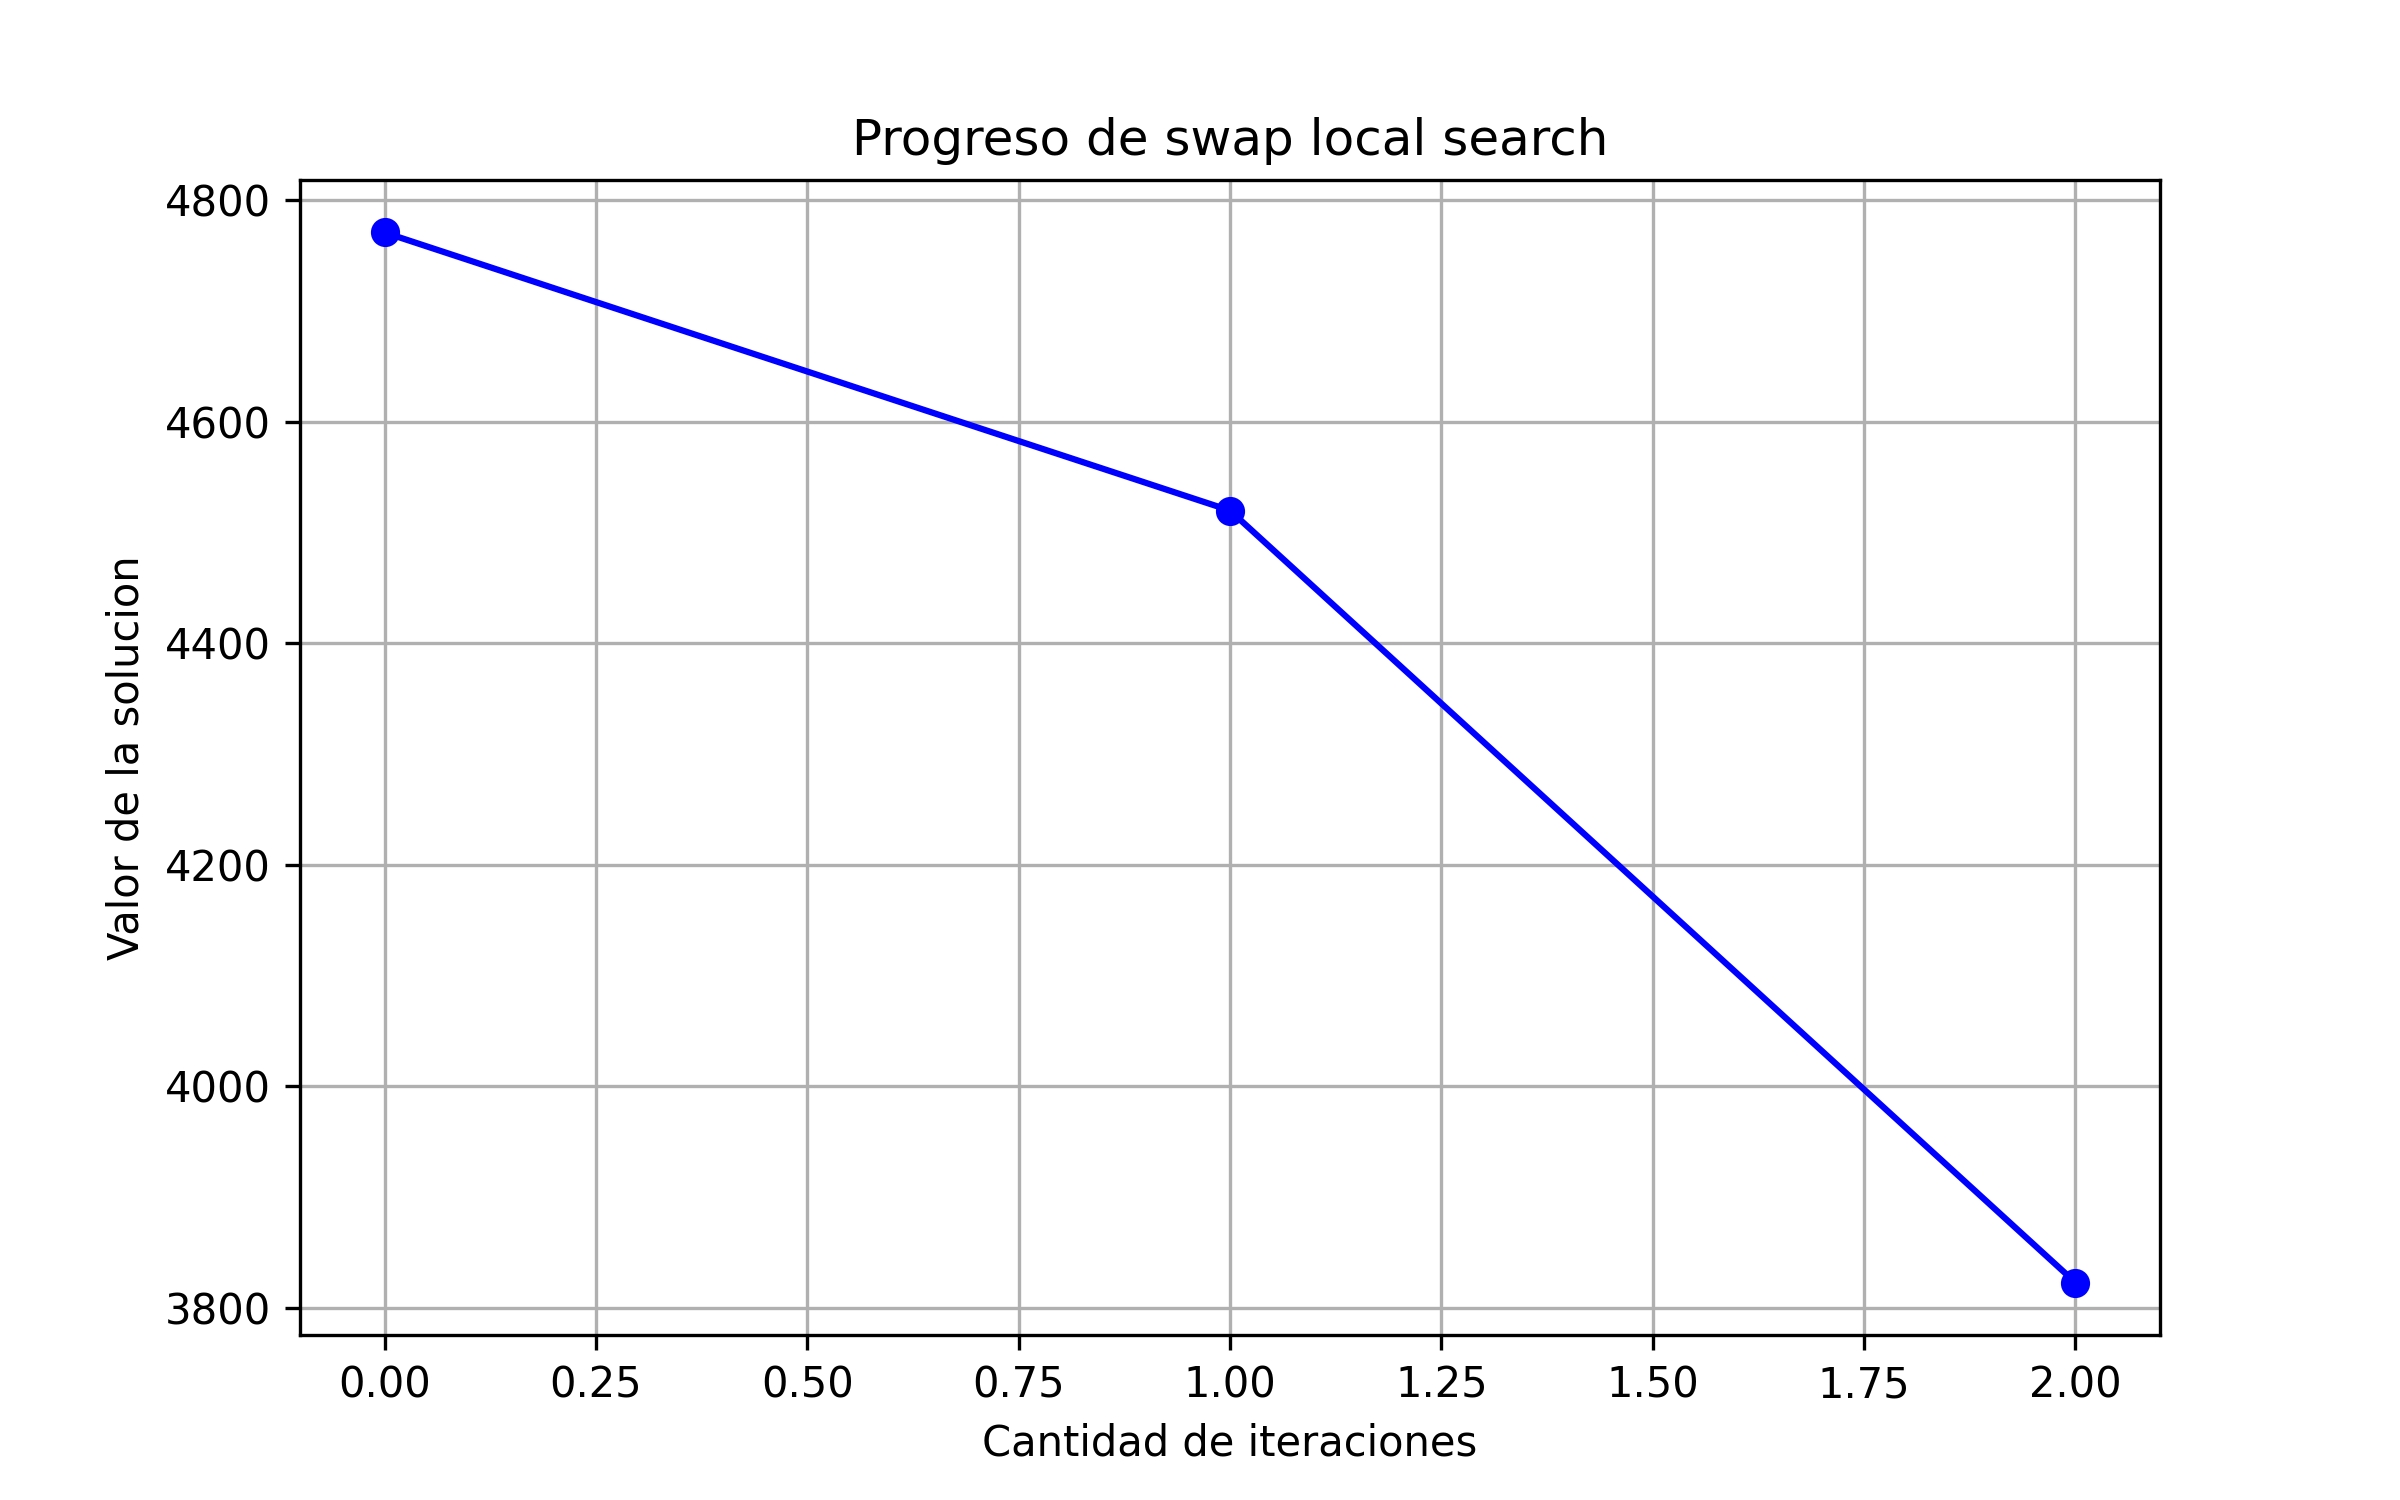 Progreso de swap local search
4800
4600
4400
4200
4000
3800
Valor de la solucion
0.00 0.25 0.50 0.75 1.00 1.25 1.50 1.75 2.00
Cantidad de iteraciones